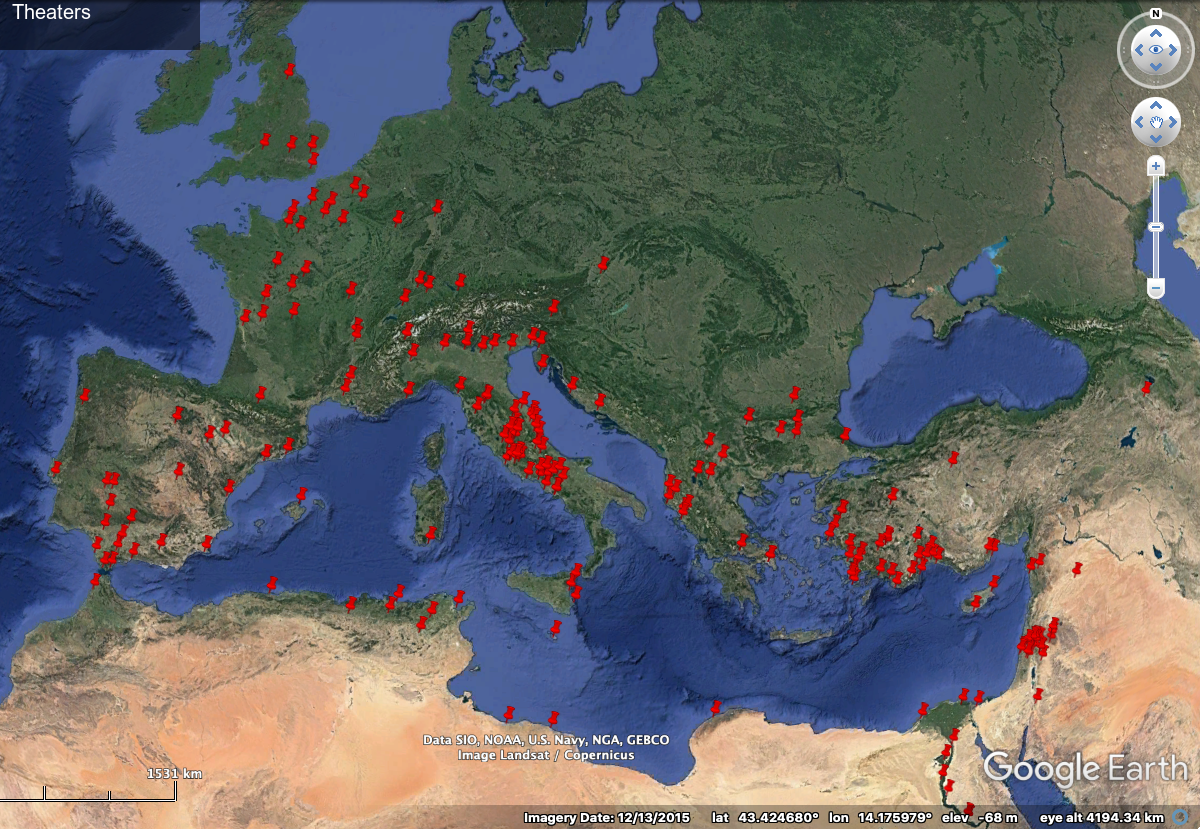 Theaters
N
1531 km
Data SIO, NOAA, U.S. Navy, NGA, GEBCO
Image Landsat / Copernicus
Google Earth
Imagery Date: 12/13/2015 lat 43.424680° lon 14.175979° elev -68 m eye alt 4194.34 km